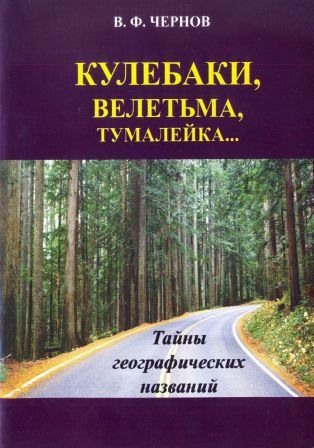 В. Ф. ЧЕРНОВ
КУЛЕБАКИ,
ВЕЛЕТЬМА,
ТУМАЛЕЙКА...
Тайны
географических
названий